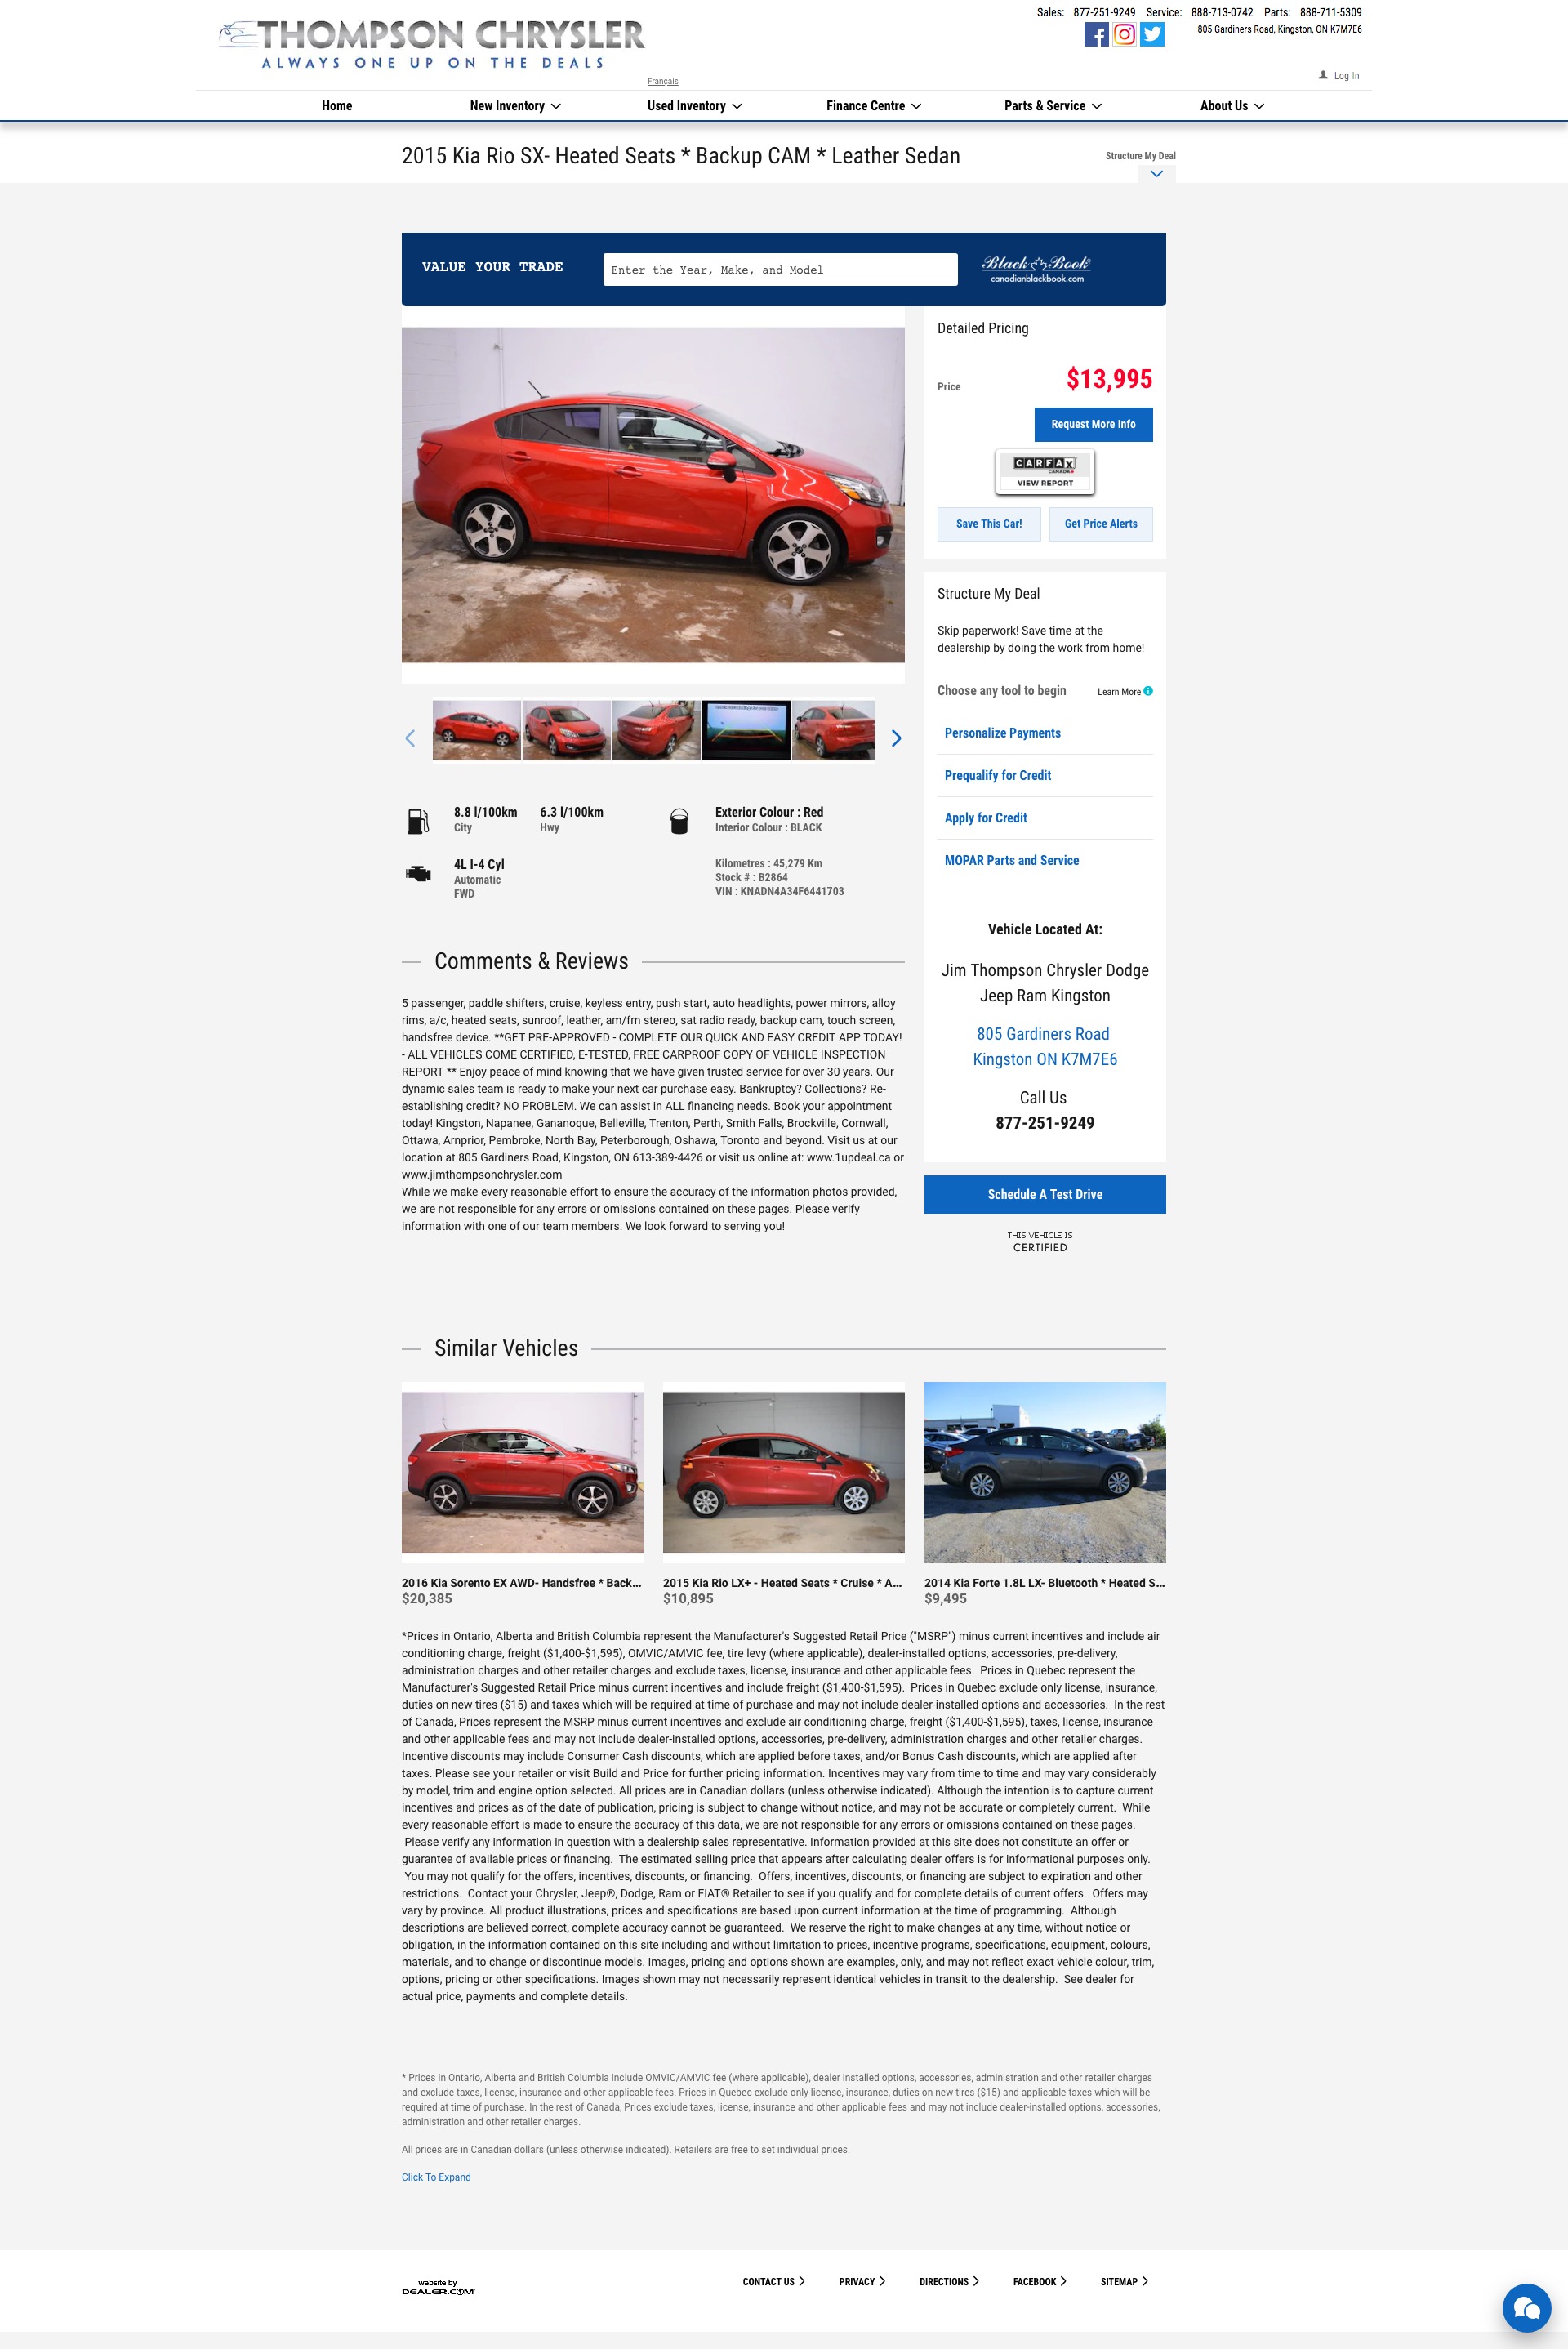 THOMPSON CHRYSLER
ALWAYS ONE UP ON THE DEALS
Sales: 877-251-9249 Service: 888-713-0742 Parts: 888-711-5309
805 Gardiners Road, Kingston, ON K7M7E6
Français
Log In
Home New Inventory Used Inventory Finance Centre Parts & Service About Us
2015 Kia Rio SX- Heated Seats * Backup CAM * Leather Sedan
Structure My Deal
VALUE YOUR TRADE
Enter the Year, Make, and Model
Black Book
canadianblackbook.com
Detailed Pricing
Price $13,995
Request More Info
CARFAX
CANADA
VIEW REPORT
Save This Car! Get Price Alerts
Structure My Deal
Skip paperwork! Save time at the
dealership by doing the work from home!
Choose any tool to begin Learn More
Personalize Payments
Prequalify for Credit
Apply for Credit
MOPAR Parts and Service
Vehicle Located At:
Jim Thompson Chrysler Dodge
Jeep Ram Kingston
805 Gardiners Road
Kingston ON K7M7E6
Call Us
877-251-9249
Schedule A Test Drive
THIS VEHICLE IS
CERTIFIED
8.8 l/100km 6.3 l/100km
City Hwy
Exterior Colour : Red
Interior Colour : BLACK
4L I-4 Cyl
Automatic
FWD
Kilometres : 45,279 Km
Stock # : B2864
VIN : KNADN4A34F6441703
Comments & Reviews
5 passenger, paddle shifters, cruise, keyless entry, push start, auto headlights, power mirrors, alloy
rims, a/c, heated seats, sunroof, leather, am/fm stereo, sat radio ready, backup cam, touch screen,
handsfree device. **GET PRE-APPROVED - COMPLETE OUR QUICK AND EASY CREDIT APP TODAY!
- ALL VEHICLES COME CERTIFIED, E-TESTED, FREE CARPROOF COPY OF VEHICLE INSPECTION
REPORT ** Enjoy peace of mind knowing that we have given trusted service for over 30 years. Our
dynamic sales team is ready to make your next car purchase easy. Bankruptcy? Collections? Re-
establishing credit? NO PROBLEM. We can assist in ALL financing needs. Book your appointment
today! Kingston, Napanee, Gananoque, Belleville, Trenton, Perth, Smith Falls, Brockville, Cornwall,
Ottawa, Arnprior, Pembroke, North Bay, Peterborough, Oshawa, Toronto and beyond. Visit us at our
location at 805 Gardiners Road, Kingston, ON 613-389-4426 or visit us online at: www.1updeal.ca or
www.jimthompsonchrysler.com
While we make every reasonable effort to ensure the accuracy of the information photos provided,
we are not responsible for any errors or omissions contained on these pages. Please verify
information with one of our team members. We look forward to serving you!
Similar Vehicles
2016 Kia Sorento EX AWD- Handsfree * Back...
$20,385
2015 Kia Rio LX+ - Heated Seats * Cruise * A...
$10,895
2014 Kia Forte 1.8L LX- Bluetooth * Heated S...
$9,495
*Prices in Ontario, Alberta and British Columbia represent the Manufacturer's Suggested Retail Price ("MSRP") minus current incentives and include air
conditioning charge, freight ($1,400-$1,595), OMVIC/AMVIC fee, tire levy (where applicable), dealer-installed options, accessories, pre-delivery,
administration charges and other retailer charges and exclude taxes, license, insurance and other applicable fees. Prices in Quebec represent the
Manufacturer's Suggested Retail Price minus current incentives and include freight ($1,400-$1,595). Prices in Quebec exclude only license, insurance,
duties on new tires ($15) and taxes which will be required at time of purchase and may not include dealer-installed options and accessories. In the rest
of Canada, Prices represent the MSRP minus current incentives and exclude air conditioning charge, freight ($1,400-$1,595), taxes, license, insurance
and other applicable fees and may not include dealer-installed options, accessories, pre-delivery, administration charges and other retailer charges.
Incentive discounts may include Consumer Cash discounts, which are applied before taxes, and/or Bonus Cash discounts, which are applied after
taxes. Please see your retailer or visit Build and Price for further pricing information. Incentives may vary from time to time and may vary considerably
by model, trim and engine option selected. All prices are in Canadian dollars (unless otherwise indicated). Although the intention is to capture current
incentives and prices as of the date of publication, pricing is subject to change without notice, and may not be accurate or completely current. While
every reasonable effort is made to ensure the accuracy of this data, we are not responsible for any errors or omissions contained on these pages.
Please verify any information in question with a dealership sales representative. Information provided at this site does not constitute an offer or
guarantee of available prices or financing. The estimated selling price that appears after calculating dealer offers is for informational purposes only.
You may not qualify for the offers, incentives, discounts, or financing. Offers, incentives, discounts, or financing are subject to expiration and other
restrictions. Contact your Chrysler, Jeep®, Dodge, Ram or FIAT® Retailer to see if you qualify and for complete details of current offers. Offers may
vary by province. All product illustrations, prices and specifications are based upon current information at the time of programming. Although
descriptions are believed correct, complete accuracy cannot be guaranteed. We reserve the right to make changes at any time, without notice or
obligation, in the information contained on this site including and without limitation to prices, incentive programs, specifications, equipment, colours,
materials, and to change or discontinue models. Images, pricing and options shown are examples, only, and may not reflect exact vehicle colour, trim,
options, pricing or other specifications. Images shown may not necessarily represent identical vehicles in transit to the dealership. See dealer for
actual price, payments and complete details.
* Prices in Ontario, Alberta and British Columbia include OMVIC/AMVIC fee (where applicable), dealer installed options, accessories, administration and other retailer charges
and exclude taxes, license, insurance and other applicable fees. Prices in Quebec exclude only license, insurance, duties on new tires ($15) and applicable taxes which will be
required at time of purchase. In the rest of Canada, Prices exclude taxes, license, insurance and other applicable fees and may not include dealer-installed options, accessories,
administration and other retailer charges.
All prices are in Canadian dollars (unless otherwise indicated). Retailers are free to set individual prices.
Click To Expand
website by
DEALER.COM
CONTACT US PRIVACY DIRECTIONS FACEBOOK SITEMAP